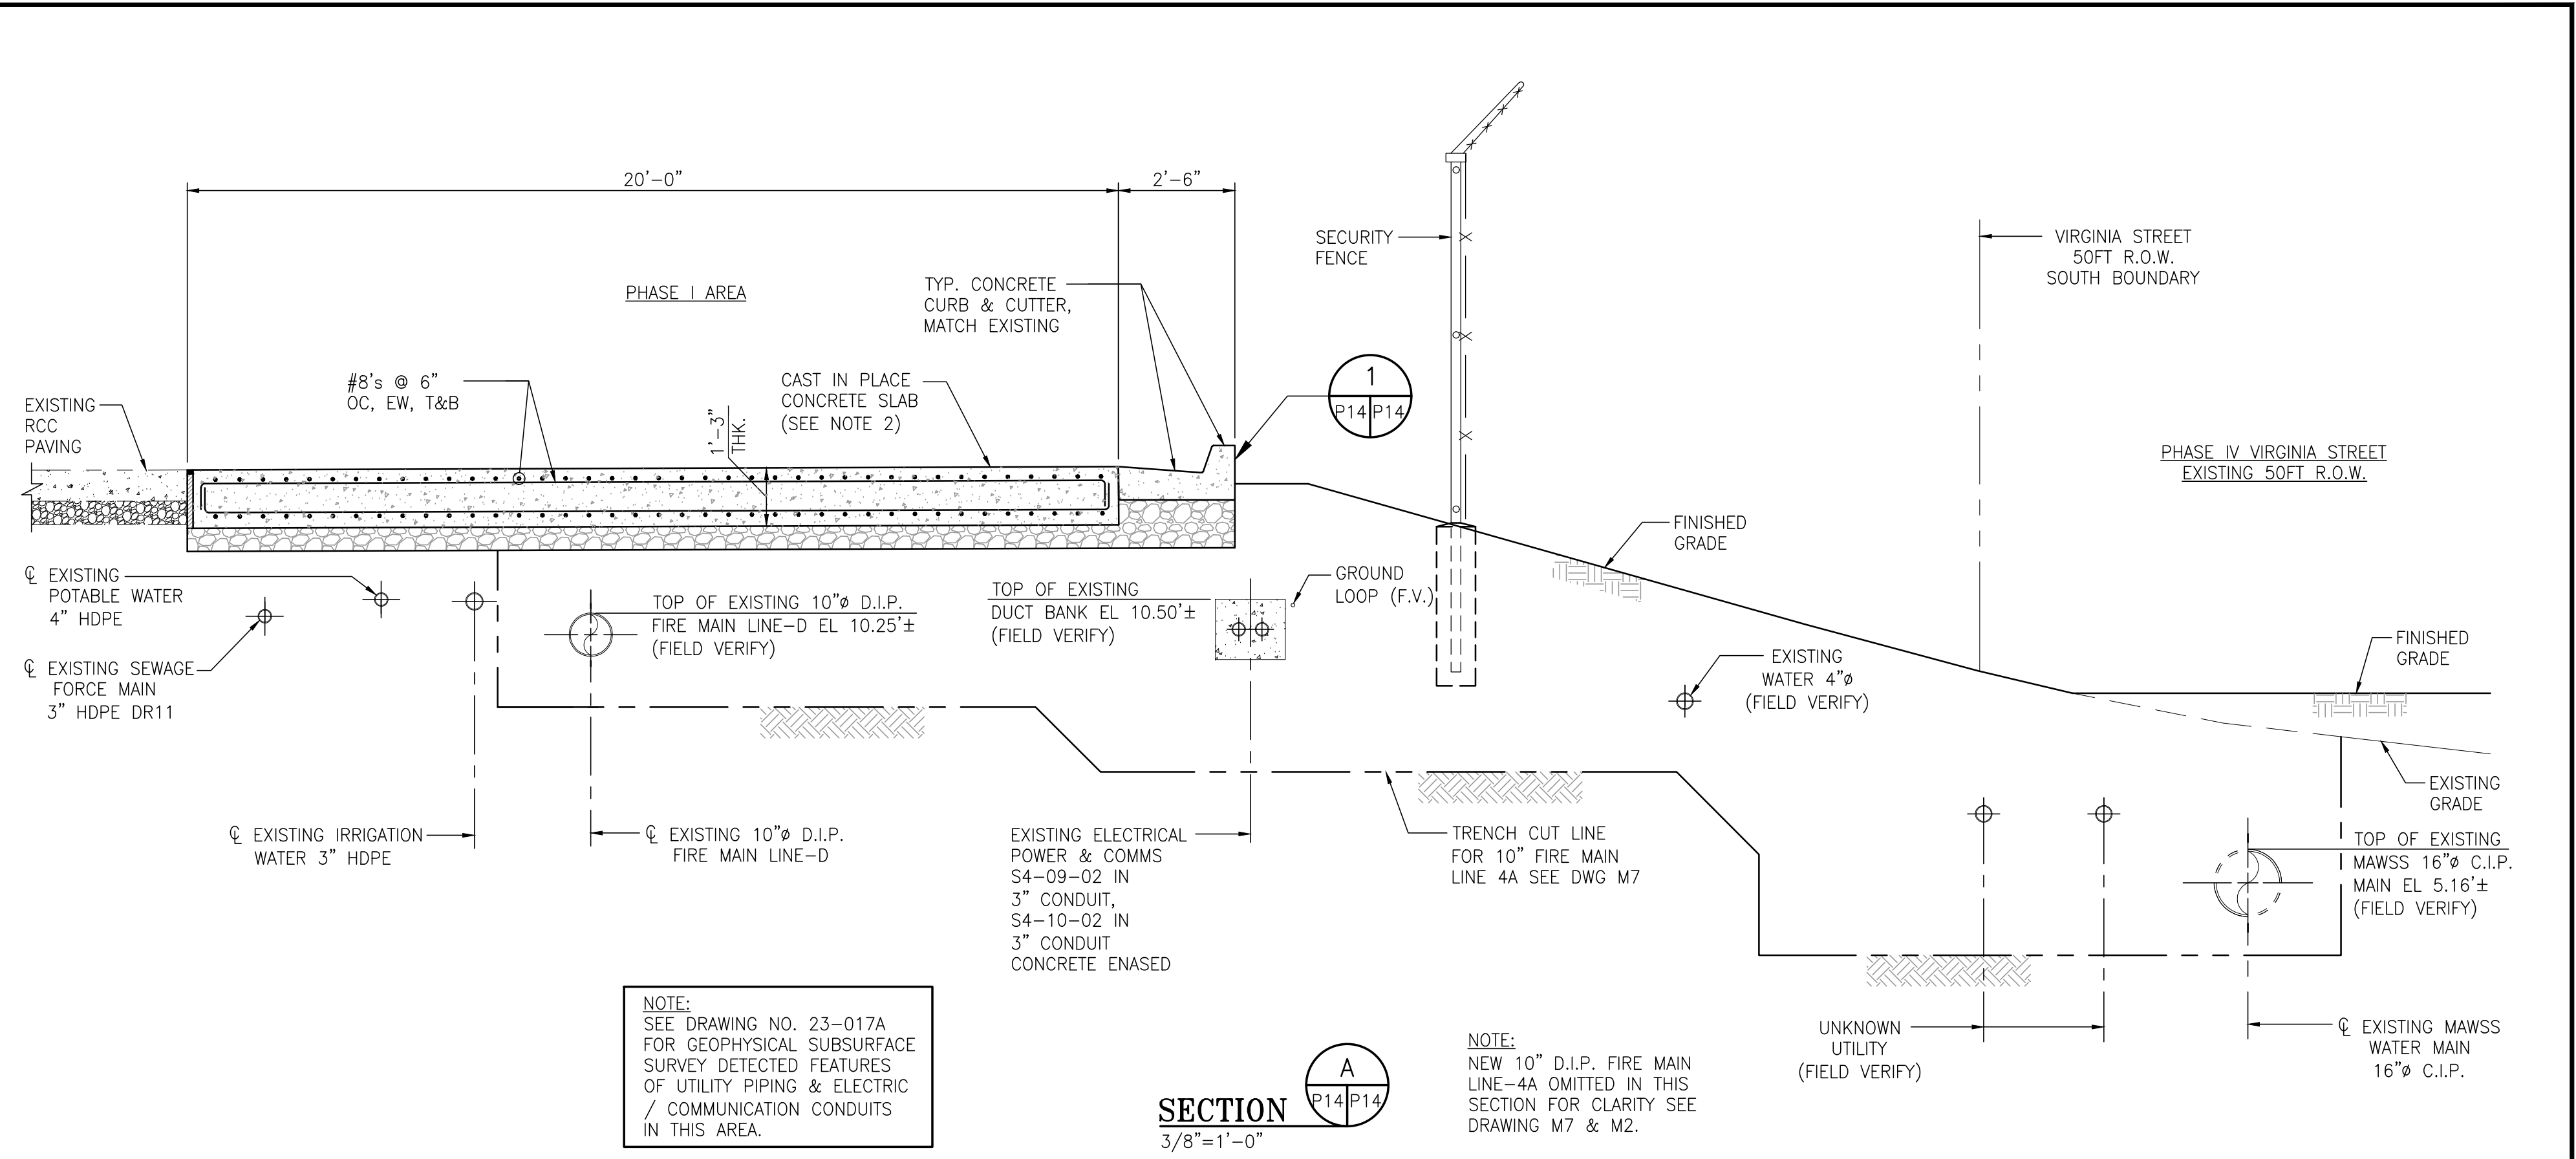 20'-0"
2'-6"
SECURITY
FENCE
VIRGINIA STREET
50FT R.O.W.
SOUTH BOUNDARY
PHASE I AREA
TYP. CONCRETE
CURB & CUTTER,
MATCH EXISTING
#8's @ 6"
OC, EW, T&B
CAST IN PLACE
CONCRETE SLAB
(SEE NOTE 2)
1'-3"
THK.
1
P14 P14
EXISTING
RCC
PAVING
PHASE IV VIRGINIA STREET
EXISTING 50FT R.O.W.
FINISHED
GRADE
℄ EXISTING
POTABLE WATER
4" HDPE
TOP OF EXISTING 10"ø D.I.P.
FIRE MAIN LINE-D EL 10.25'±
(FIELD VERIFY)
TOP OF EXISTING
DUCT BANK EL 10.50'±
(FIELD VERIFY)
GROUND
LOOP (F.V.)
℄ EXISTING SEWAGE
FORCE MAIN
3" HDPE DR11
EXISTING
WATER 4"ø
(FIELD VERIFY)
FINISHED
GRADE
EXISTING
GRADE
℄ EXISTING IRRIGATION
WATER 3" HDPE
℄ EXISTING 10"ø D.I.P.
FIRE MAIN LINE-D
EXISTING ELECTRICAL
POWER & COMMS
S4-09-02 IN
3" CONDUIT,
S4-10-02 IN
3" CONDUIT
CONCRETE ENASED
TRENCH CUT LINE
FOR 10" FIRE MAIN
LINE 4A SEE DWG M7
TOP OF EXISTING
MAWSS 16"ø C.I.P.
MAIN EL 5.16'±
(FIELD VERIFY)
NOTE:
SEE DRAWING NO. 23-017A
FOR GEOPHYSICAL SUBSURFACE
SURVEY DETECTED FEATURES
OF UTILITY PIPING & ELECTRIC
/ COMMUNICATION CONDUITS
IN THIS AREA.
SECTION
3/8"=1'-0"
A
P14 P14
NOTE:
NEW 10" D.I.P. FIRE MAIN
LINE-4A OMITTED IN THIS
SECTION FOR CLARITY SEE
DRAWING M7 & M2.
UNKNOWN
UTILITY
(FIELD VERIFY)
℄ EXISTING MAWSS
WATER MAIN
16"ø C.I.P.